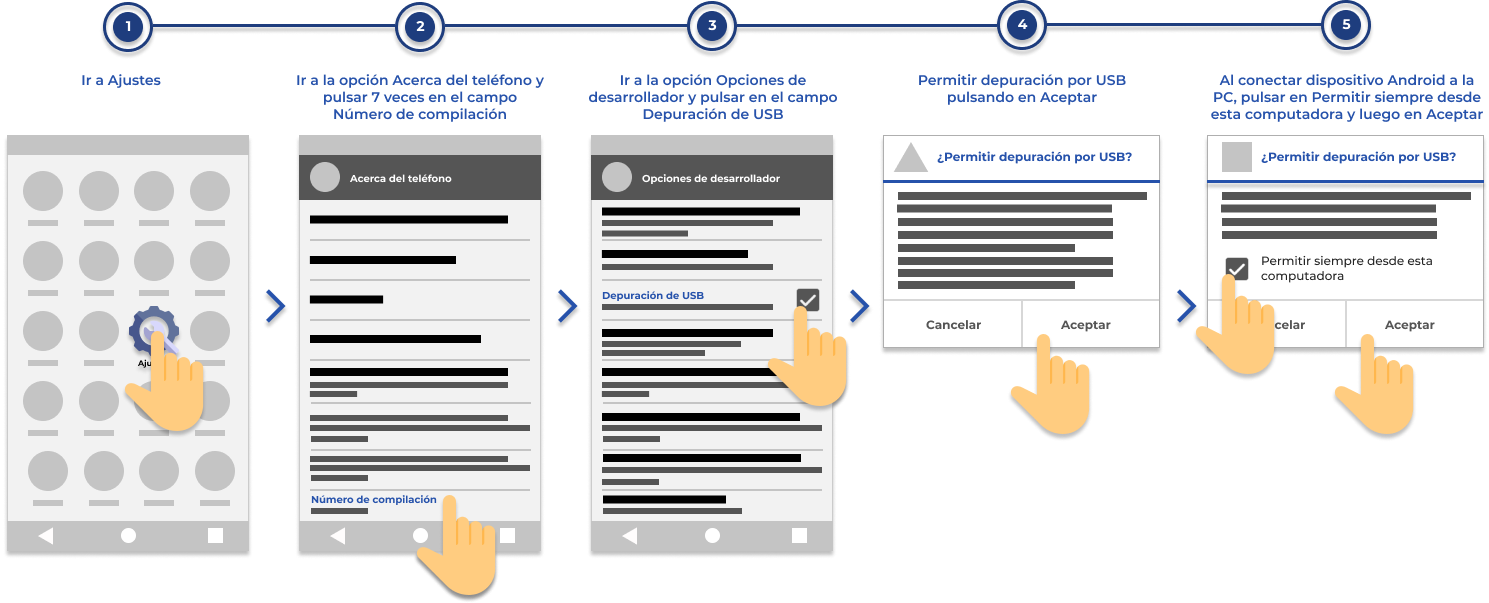 1
2
3
4
5
Ir a Ajustes
Ir a la opción Acerca del teléfono y
pulsar 7 veces en el campo
Número de compilación
Ir a la opción Opciones de
desarrollador y pulsar en el campo
Depuración de USB
Permitir depuración por USB
pulsando en Aceptar
Al conectar dispositivo Android a la
PC, pulsar en Permitir siempre desde
esta computadora y luego en Aceptar
Aju
Acerca del teléfono
Número de compilación
Opciones de desarrollador
Depuración de USB
¿Permitir depuración por USB?
Cancelar
Aceptar
¿Permitir depuración por USB?
Permitir siempre desde esta
computadora
celar
Aceptar